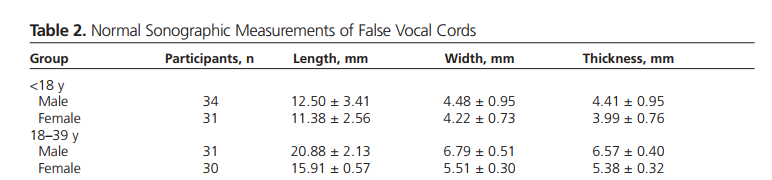 Table 2. Normal Sonographic Measurements of False Vocal Cords
Group Participants, n Length, mm Width, mm Thickness, mm
<18 y
Male 34 12.50 ± 3.41 4.48 ± 0.95 4.41 ± 0.95
Female 31 11.38 ± 2.56 4.22 ± 0.73 3.99 ± 0.76
18–39 y
Male 31 20.88 ± 2.13 6.79 ± 0.51 6.57 ± 0.40
Female 30 15.91 ± 0.57 5.51 ± 0.30 5.38 ± 0.32